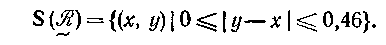 S(ℛ̰) = {(x, y) | 0 ⩽ | y — x | ⩽ 0,46}.